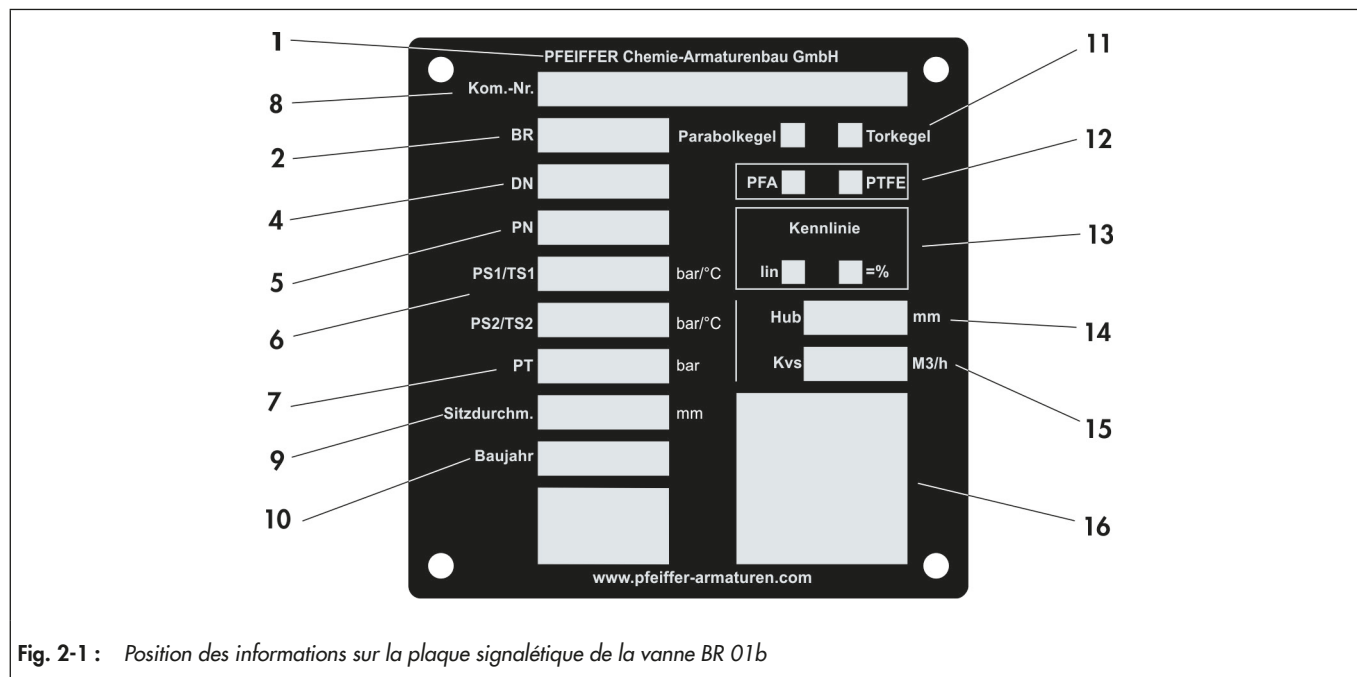 1
PFEIFFER Chemie-Armaturenbau GmbH
11
8
Kom.-Nr.
2
BR
Parabolkegel
Torkegel
12
4
DN
PFA
PTFE
5
PN
Kennlinie
13
6
PS1/TS1
bar/°C
lin
=%
PS2/TS2
bar/°C
Hub
mm
14
7
PT
bar
Kvs
M3/h
15
9
Sitzdurchm.
mm
10
Baujahr
16
www.pfeiffer-armaturen.com
Fig. 2-1 : Position des informations sur la plaque signalétique de la vanne BR 01b